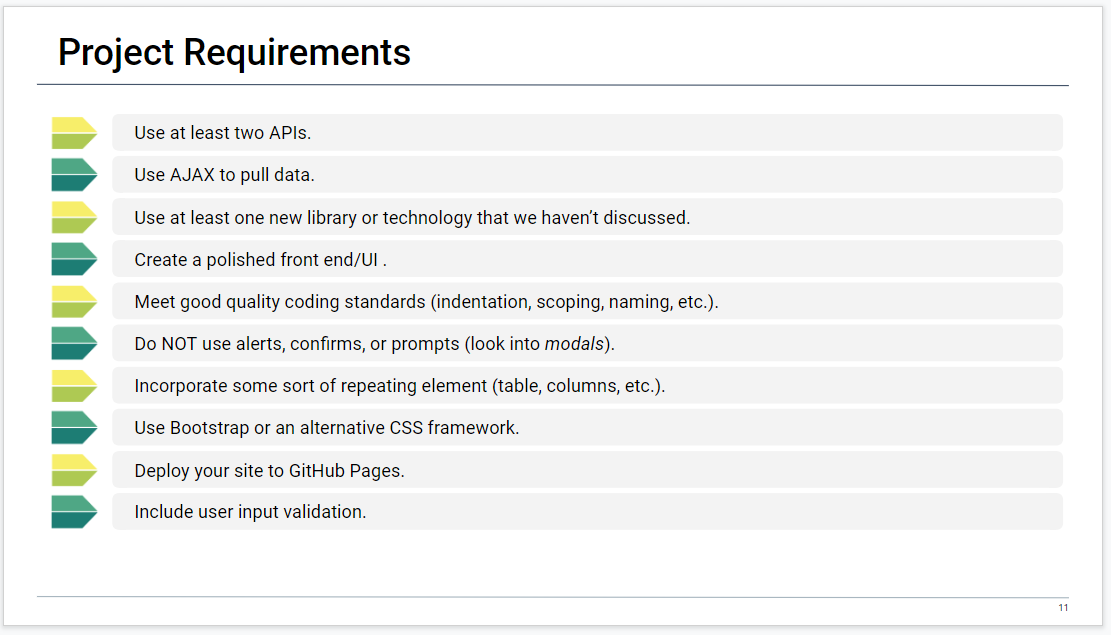 Project Requirements
Use at least two APIs.
Use AJAX to pull data.
Use at least one new library or technology that we haven’t discussed.
Create a polished front end/UI .
Meet good quality coding standards (indentation, scoping, naming, etc.).
Do NOT use alerts, confirms, or prompts (look into modals).
Incorporate some sort of repeating element (table, columns, etc.).
Use Bootstrap or an alternative CSS framework.
Deploy your site to GitHub Pages.
Include user input validation.
11